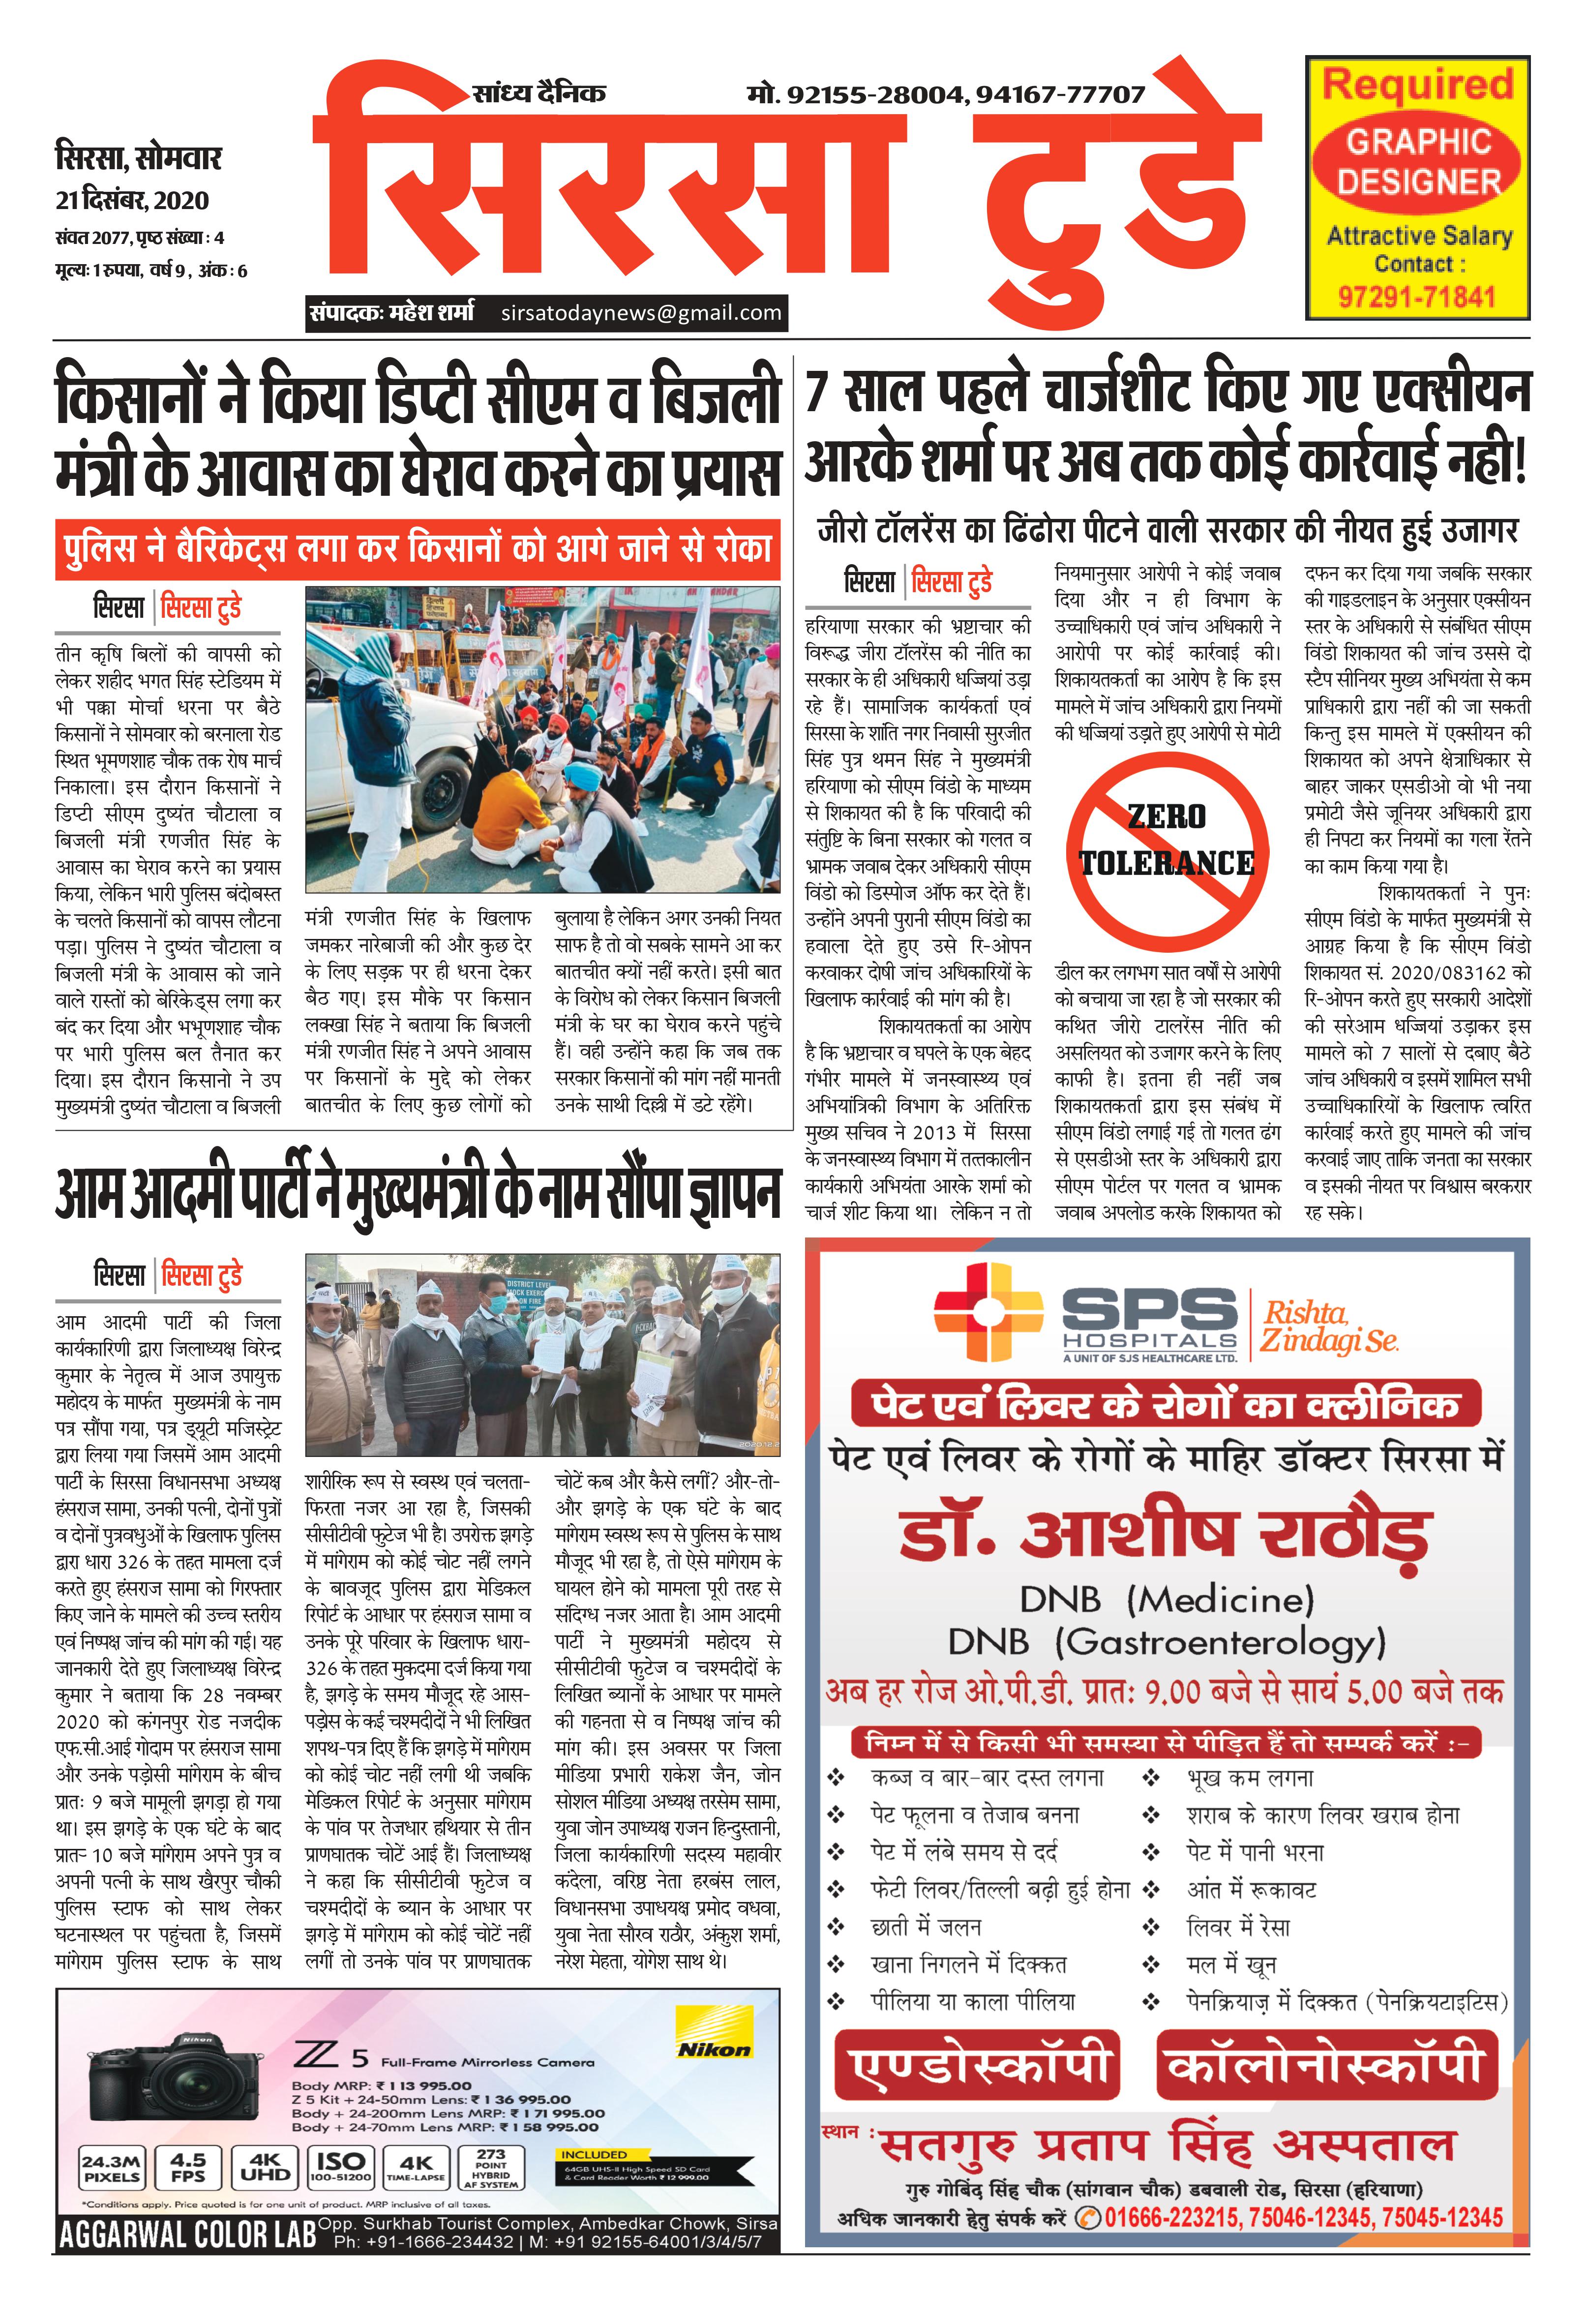 सांध्य दैनिक
मो. 92155-28004, 94167-77707
सिरसा टुडे
सिरसा, सोमवार
21 दिसंबर, 2020
संवत 2077, पृष्ठ संख्या : 4
मूल्यः 1 रुपया, वर्ष 9 , अंक : 6
संपादकः महेश शर्मा sirsatodaynews@gmail.com
Required
GRAPHIC
DESIGNER
Attractive Salary
Contact :
97291-71841
किसानों ने किया डिप्टी सीएम व बिजली
मंत्री के आवास का घेराव करने का प्रयास
पुलिस ने बैरिकेट्स लगा कर किसानों को आगे जाने से रोका
सिरसा | सिरसा टुडे
तीन कृषि बिलों की वापसी को
लेकर शहीद भगत सिंह स्टेडियम में
भी पक्का मोर्चा धरना पर बैठे
किसानों ने सोमवार को बरनाला रोड
स्थित भूमणशाह चौक तक रोष मार्च
निकाला। इस दौरान किसानों ने
डिप्टी सीएम दुष्यंत चौटाला व
बिजली मंत्री रणजीत सिंह के
आवास का घेराव करने का प्रयास
किया, लेकिन भारी पुलिस बंदोबस्त
के चलते किसानों को वापस लौटना
पड़ा। पुलिस ने दुष्यंत चौटाला व
बिजली मंत्री के आवास को जाने
वाले रास्तों को बेरिकेड्स लगा कर
बंद कर दिया और भभूणशाह चौक
पर भारी पुलिस बल तैनात कर
दिया। इस दौरान किसानो ने उप
मुख्यमंत्री दुष्यंत चौटाला व बिजली
मंत्री रणजीत सिंह के खिलाफ
जमकर नारेबाजी की और कुछ देर
के लिए सड़क पर ही धरना देकर
बैठ गए। इस मौके पर किसान
लक्खा सिंह ने बताया कि बिजली
मंत्री रणजीत सिंह ने अपने आवास
पर किसानों के मुद्दे को लेकर
बातचीत के लिए कुछ लोगों को
बुलाया है लेकिन अगर उनकी नियत
साफ है तो वो सबके सामने आ कर
बातचीत क्यों नहीं करते। इसी बात
के विरोध को लेकर किसान बिजली
मंत्री के घर का घेराव करने पहुंचे
हैं। वही उन्होंने कहा कि जब तक
सरकार किसानों की मांग नहीं मानती
उनके साथी दिल्ली में डटे रहेंगे।
7 साल पहले चार्जशीट किए गए एक्सीयन
आरके शर्मा पर अब तक कोई कार्रवाई नही!
जीरो टॉलरेंस का ढिंढोरा पीटने वाली सरकार की नीयत हुई उजागर
सिरसा | सिरसा टुडे
हरियाणा सरकार की भ्रष्टाचार की
विरूद्ध जीरा टॉलरेंस की नीति का
सरकार के ही अधिकारी धज्जियां उड़ा
रहे हैं। सामाजिक कार्यकर्ता एवं
सिरसा के शांति नगर निवासी सुरजीत
सिंह पुत्र थमन सिंह ने मुख्यमंत्री
हरियाणा को सीएम विंडो के माध्यम
से शिकायत की है कि परिवादी की
संतुष्टि के बिना सरकार को गलत व
भ्रामक जवाब देकर अधिकारी सीएम
विंडो को डिस्पोज ऑफ कर देते हैं।
उन्होंने अपनी पुरानी सीएम विंडो का
हवाला देते हुए उसे रि-ओपन
करवाकर दोषी जांच अधिकारियों के
खिलाफ कार्रवाई की मांग की है।
शिकायतकर्ता का आरोप
है कि भ्रष्टाचार व घपले के एक बेहद
गंभीर मामले में जनस्वास्थ्य एवं
अभियांत्रिकी विभाग के अतिरिक्त
मुख्य सचिव ने 2013 में सिरसा
के जनस्वास्थ्य विभाग में तत्तकालीन
कार्यकारी अभियंता आरके शर्मा को
चार्ज शीट किया था। लेकिन न तो
नियमानुसार आरोपी ने कोई जवाब
दिया और न ही विभाग के
उच्चाधिकारी एवं जांच अधिकारी ने
आरोपी पर कोई कार्रवाई की।
शिकायतकर्ता का आरोप है कि इस
मामले में जांच अधिकारी द्वारा नियमों
की धज्जियां उड़ाते हुए आरोपी से मोटी
ZERO
TOLERANCE
डील कर लगभग सात वर्षों से आरोपी
को बचाया जा रहा है जो सरकार की
कथित जीरो टालरेंस नीति की
असलियत को उजागर करने के लिए
काफी है। इतना ही नहीं जब
शिकायतकर्ता द्वारा इस संबंध में
सीएम विंडो लगाई गई तो गलत ढंग
से एसडीओ स्तर के अधिकारी द्वारा
सीएम पोर्टल पर गलत व भ्रामक
जवाब अपलोड करके शिकायत को
दफन कर दिया गया जबकि सरकार
की गाइडलाइन के अनुसार एक्सीयन
स्तर के अधिकारी से संबंधित सीएम
विंडो शिकायत की जांच उससे दो
स्टैप सीनियर मुख्य अभियंता से कम
प्राधिकारी द्वारा नहीं की जा सकती
किन्तु इस मामले में एक्सीयन की
शिकायत को अपने क्षेत्राधिकार से
बाहर जाकर एसडीओ वो भी नया
प्रमोटी जैसे जूनियर अधिकारी द्वारा
ही निपटा कर नियमों का गला रेंतने
का काम किया गया है।
शिकायतकर्ता ने पुनः
सीएम विंडो के मार्फत मुख्यमंत्री से
आग्रह किया है कि सीएम विंडो
शिकायत सं. 2020/083162 को
रि-ओपन करते हुए सरकारी आदेशों
की सरेआम धज्जियां उड़ाकर इस
मामले को 7 सालों से दबाए बैठे
जांच अधिकारी व इसमें शामिल सभी
उच्चाधिकारियों के खिलाफ त्वरित
कार्रवाई करते हुए मामले की जांच
करवाई जाए ताकि जनता का सरकार
व इसकी नीयत पर विश्वास बरकरार
रह सके।
आम आदमी पार्टी ने मुख्यमंत्री के नाम सौंपा ज्ञापन
सिरसा | सिरसा टुडे
DISTRICT LEVEL
MOCK EXERC
ON FIRE
आम आदमी पार्टी की जिला
कार्यकारिणी द्वारा जिलाध्यक्ष विरेन्द्र
कुमार के नेतृत्व में आज उपायुक्त
महोदय के मार्फत मुख्यमंत्री के नाम
पत्र सौंपा गया, पत्र ड्यूटी मजिस्ट्रेट
द्वारा लिया गया जिसमें आम आदमी
पार्टी के सिरसा विधानसभा अध्यक्ष
हंसराज सामा, उनकी पत्नी, दोनों पुत्रों
व दोनों पुत्रवधुओं के खिलाफ पुलिस
द्वारा धारा 326 के तहत मामला दर्ज
करते हुए हंसराज सामा को गिरफ्तार
किए जाने के मामले की उच्च स्तरीय
एवं निष्पक्ष जांच की मांग की गई। यह
जानकारी देते हुए जिलाध्यक्ष विरेन्द्र
कुमार ने बताया कि 28 नवम्बर
2020 को कंगनपुर रोड नजदीक
एफ.सी.आई गोदाम पर हंसराज सामा
और उनके पड़ोसी मांगेराम के बीच
प्रातः 9 बजे मामूली झगड़ा हो गया
था। इस झगड़े के एक घंटे के बाद
प्रात- 10 बजे मांगेराम अपने पुत्र व
अपनी पत्नी के साथ खैरपुर चौकी
पुलिस स्टाफ को साथ लेकर
घटनास्थल पर पहुंचता है, जिसमें
मांगेराम पुलिस स्टाफ के साथ
शारीरिक रूप से स्वस्थ एवं चलता-
फिरता नजर आ रहा है, जिसकी
सीसीटीवी फुटेज भी है। उपरोक्त झगड़े
में मांगेराम को कोई चोट नहीं लगने
के बावजूद पुलिस द्वारा मेडिकल
रिपोर्ट के आधार पर हंसराज सामा व
उनके पूरे परिवार के खिलाफ धारा-
326 के तहत मुकदमा दर्ज किया गया
है, झगड़े के समय मौजूद रहे आस-
पड़ोस के कई चश्मदीदों ने भी लिखित
शपथ-पत्र दिए हैं कि झगड़े में मांगेराम
को कोई चोट नहीं लगी थी जबकि
मेडिकल रिपोर्ट के अनुसार मांगेराम
के पांव पर तेजधार हथियार से तीन
प्राणघातक चोटें आई हैं। जिलाध्यक्ष
ने कहा कि सीसीटीवी फुटेज व
चश्मदीदों के ब्यान के आधार पर
झगड़े में मांगेराम को कोई चोटें नहीं
लगीं तो उनके पांव पर प्राणघातक
चोटें कब और कैसे लगीं? और-तो-
और झगड़े के एक घंटे के बाद
मांगेराम स्वस्थ रूप से पुलिस के साथ
मौजूद भी रहा है, तो ऐसे मांगेराम के
घायल होने को मामला पूरी तरह से
संदिग्ध नजर आता है। आम आदमी
पार्टी ने मुख्यमंत्री महोदय से
सीसीटीवी फुटेज व चश्मदीदों के
लिखित ब्यानों के आधार पर मामले
की गहनता से व निष्पक्ष जांच की
मांग की। इस अवसर पर जिला
मीडिया प्रभारी राकेश जैन, जोन
सोशल मीडिया अध्यक्ष तरसेम सामा,
युवा जोन उपाध्यक्ष राजन हिन्दुस्तानी,
जिला कार्यकारिणी सदस्य महावीर
कंदेला, वरिष्ठ नेता हरबंस लाल,
विधानसभा उपाधयक्ष प्रमोद वधवा,
युवा नेता सौरव राठौर, अंकुश शर्मा,
नरेश मेहता, योगेश साथ थे।
Nikon
Z 5 Full-Frame Mirrorless Camera
Body MRP: ₹ 1 13 995.00
Z 5 Kit + 24-50mm Lens: ₹ 1 36 995.00
Body + 24-200mm Lens MRP: ₹ 1 71 995.00
Body + 24-70mm Lens MRP: ₹ 1 58 995.00
24.3M PIXELS
4.5 FPS
4K UHD
ISO 100-51200
4K TIME-LAPSE
273 POINT HYBRID AF SYSTEM
INCLUDED
64GB UHS-II High Speed SD Card
& Card Reader Worth ₹ 12 999.00
*Conditions apply. Price quoted is for one unit of product. MRP inclusive of all taxes.
AGGARWAL COLOR LAB
Opp. Surkhab Tourist Complex, Ambedkar Chowk, Sirsa
Ph: +91-1666-234432 | M: +91 92155-64001/3/4/5/7
SPS
HOSPITALS
A UNIT OF SJS HEALTHCARE LTD.
Rishta,
Zindagi Se.
पेट एवं लिवर के रोगों का क्लीनिक
पेट एवं लिवर के रोगों के माहिर डॉक्टर सिरसा में
डॉ. आशीष राठौड़
DNB (Medicine)
DNB (Gastroenterology)
अब हर रोज ओ.पी.डी. प्रातः 9.00 बजे से सायं 5.00 बजे तक
निम्न में से किसी भी समस्या से पीड़ित हैं तो सम्पर्क करें :-
❖ कब्ज व बार-बार दस्त लगना ❖ भूख कम लगना
❖ पेट फूलना व तेजाब बनना ❖ शराब के कारण लिवर खराब होना
❖ पेट में लंबे समय से दर्द ❖ पेट में पानी भरना
❖ फेटी लिवर/तिल्ली बढ़ी हुई होना ❖ आंत में रूकावट
❖ छाती में जलन ❖ लिवर में रेसा
❖ खाना निगलने में दिक्कत ❖ मल में खून
❖ पीलिया या काला पीलिया ❖ पेनक्रियाज़ में दिक्कत (पेनक्रियटाइटिस)
एण्डोस्कॉपी कॉलोनोस्कॉपी
स्थान : सतगुरु प्रताप सिंह अस्पताल
गुरु गोबिंद सिंह चौक (सांगवान चौक) डबवाली रोड, सिरसा (हरियाणा)
अधिक जानकारी हेतु संपर्क करें 01666-223215, 75046-12345, 75045-12345